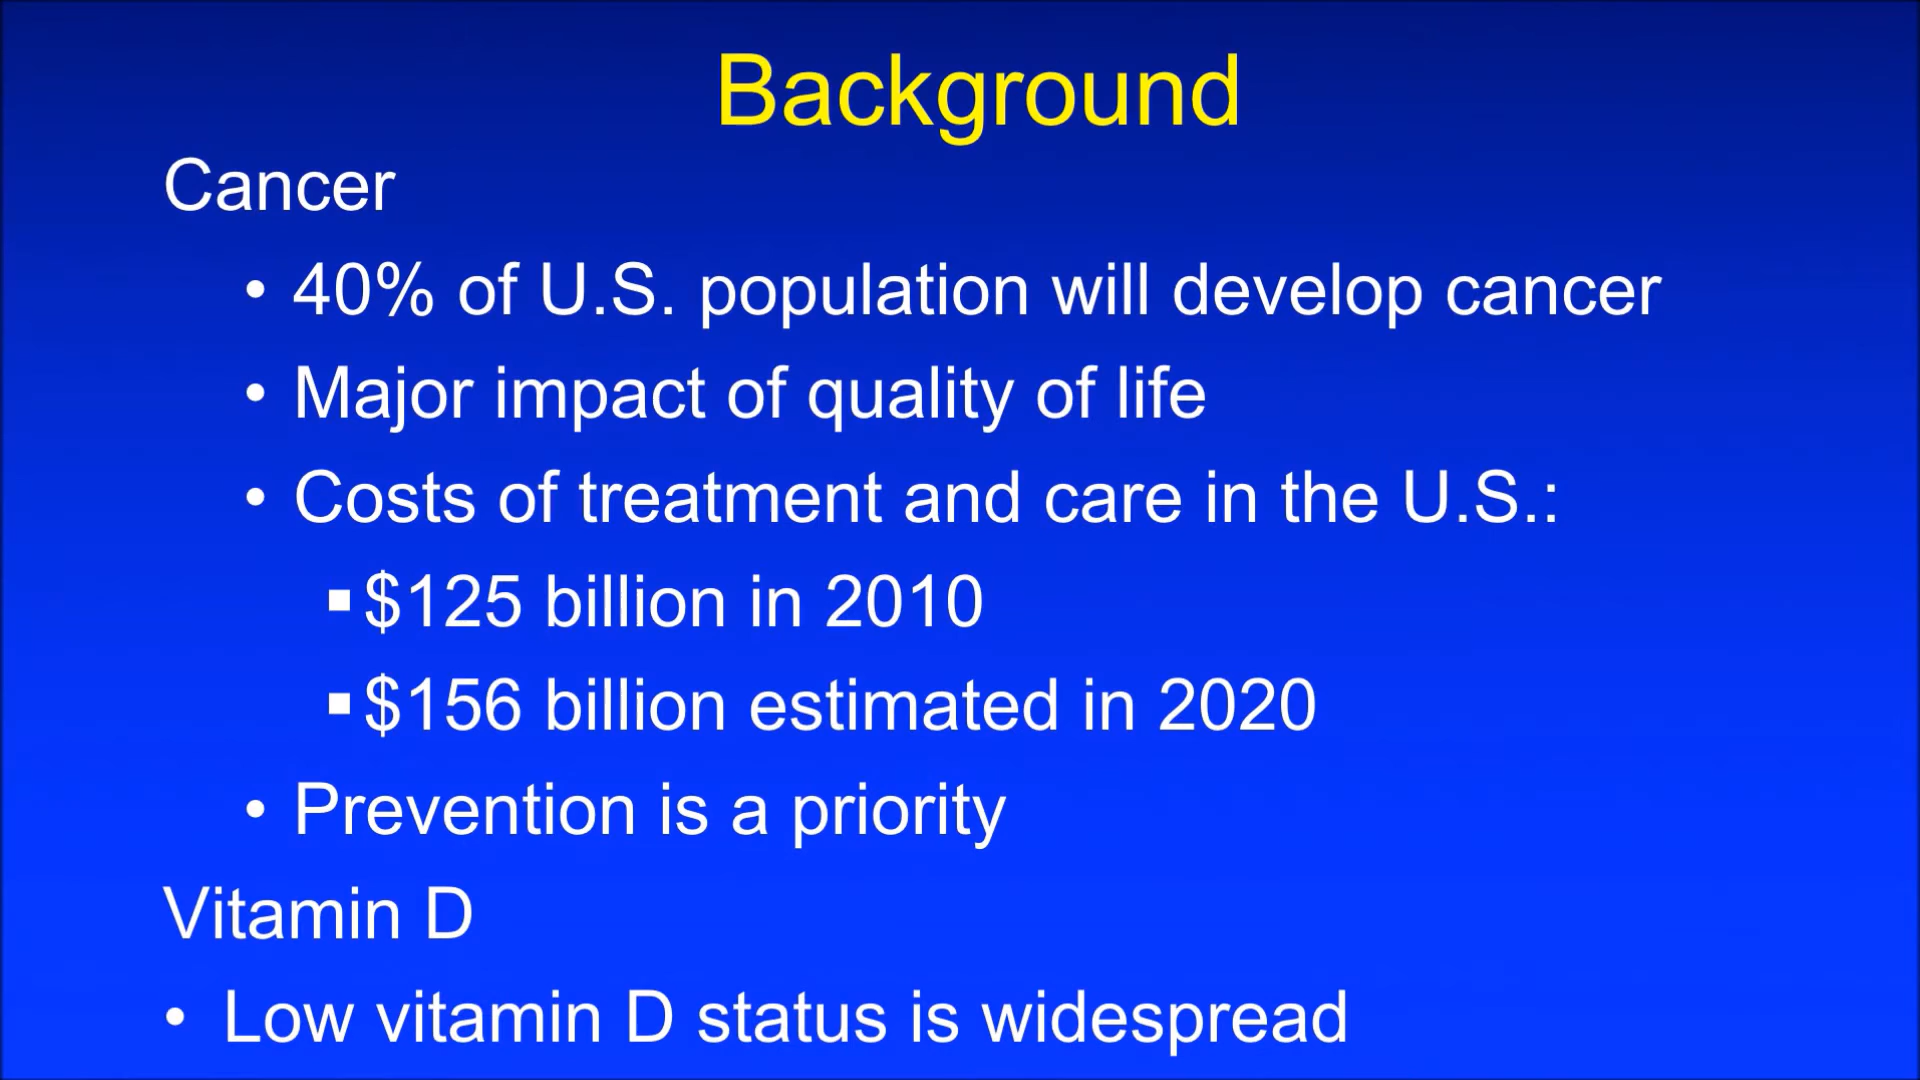 Background
Cancer
• 40% of U.S. population will develop cancer
• Major impact of quality of life
• Costs of treatment and care in the U.S.:
▪$125 billion in 2010
▪$156 billion estimated in 2020
• Prevention is a priority
Vitamin D
• Low vitamin D status is widespread